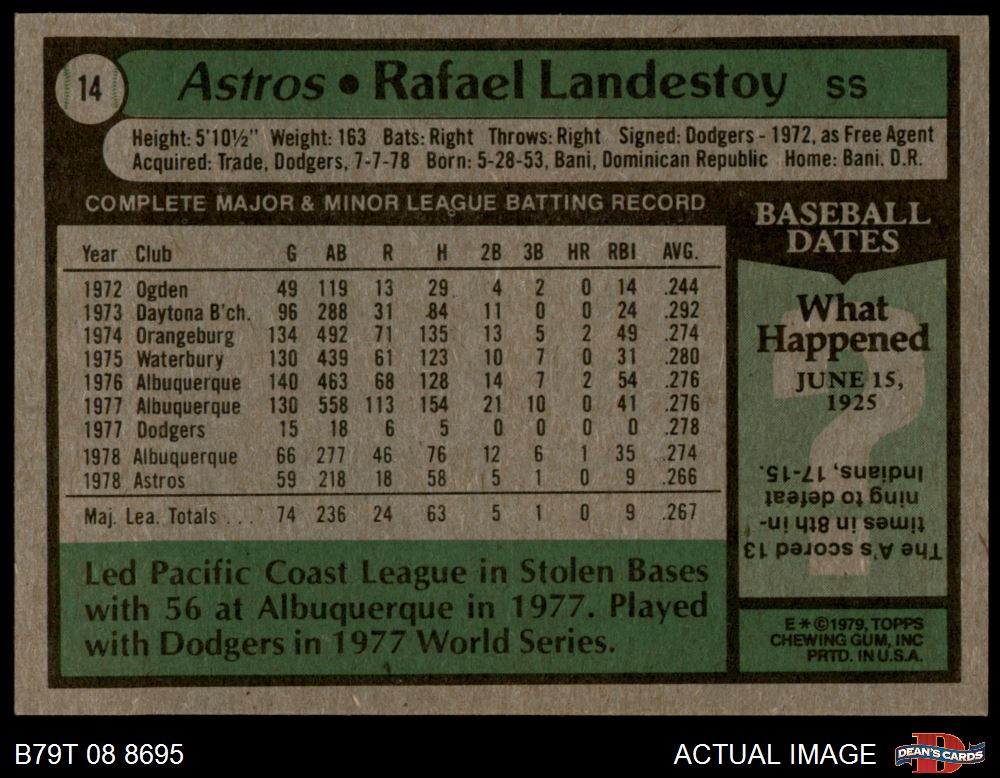 14
Astros • Rafael Landestoy SS
Height: 5'10½" Weight: 163 Bats: Right Throws: Right Signed: Dodgers - 1972, as Free Agent
Acquired: Trade, Dodgers, 7-7-78 Born: 5-28-53, Bani, Dominican Republic Home: Bani, D.R.
COMPLETE MAJOR & MINOR LEAGUE BATTING RECORD
Year Club G AB R H 2B 3B HR RBI AVG.
1972 Ogden 49 119 13 29 4 2 0 14 .244
1973 Daytona B'ch. 96 288 31 84 11 0 0 24 .292
1974 Orangeburg 134 492 71 135 13 5 2 49 .274
1975 Waterbury 130 439 61 123 10 7 0 31 .280
1976 Albuquerque 140 463 68 128 14 7 2 54 .276
1977 Albuquerque 130 558 113 154 21 10 0 41 .276
1977 Dodgers 15 18 6 5 0 0 0 0 .278
1978 Albuquerque 66 277 46 76 12 6 1 35 .274
1978 Astros 59 218 18 58 5 1 0 9 .266
Maj. Lea. Totals . . . 74 236 24 63 5 1 0 9 .267
Led Pacific Coast League in Stolen Bases
with 56 at Albuquerque in 1977. Played
with Dodgers in 1977 World Series.
BASEBALL
DATES
What
Happened
JUNE 15,
1925
?
The A's scored 13
times in 8th in-
ning to defeat
Indians, 17-15.
E*©1979, TOPPS
CHEWING GUM, INC
PRTD. IN U.S.A.
B79T 08 8695
ACTUAL IMAGE
D
DEAN'S CARDS